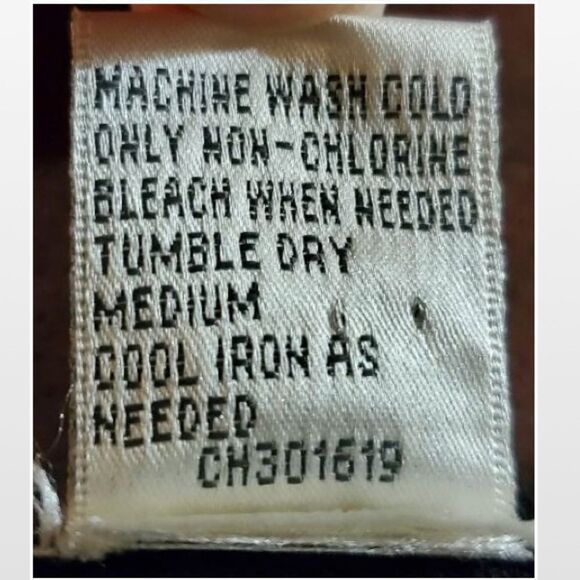 MACHINE WASH COLD
ONLY NON-CHLORINE
BLEACH WHEN NEEDED
TUMBLE DRY
MEDIUM
COOL IRON AS
NEEDED
CH301619